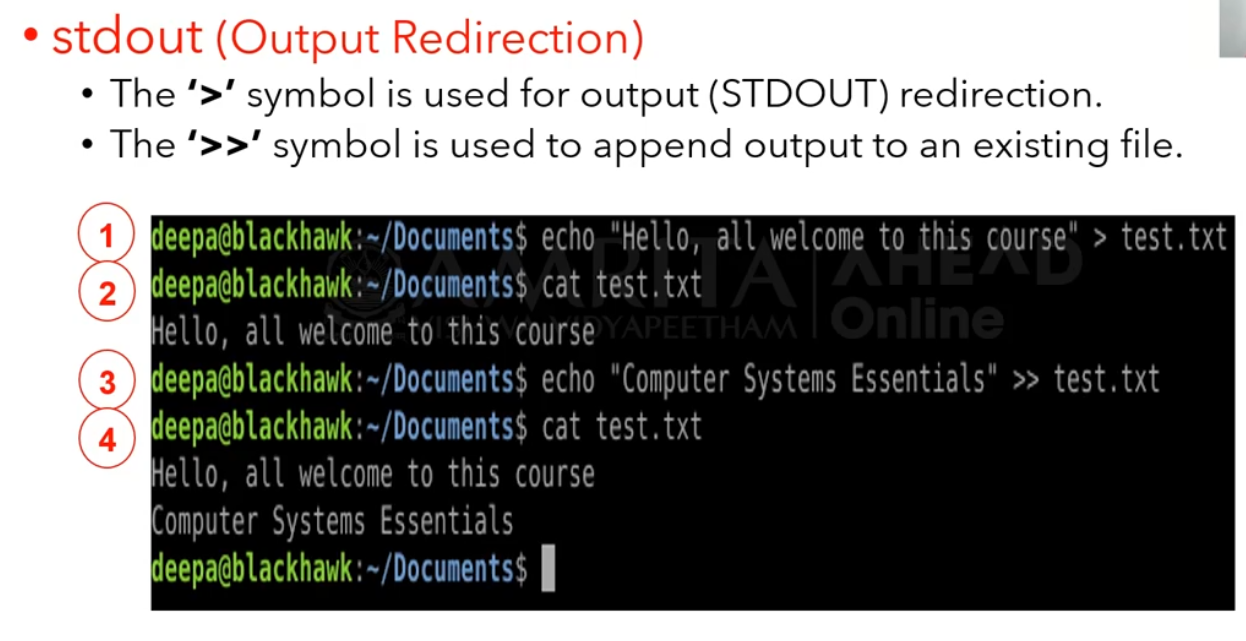 • stdout (Output Redirection)
• The ‘>’ symbol is used for output (STDOUT) redirection.
• The ‘>>’ symbol is used to append output to an existing file.
1 deepa@blackhawk:~/Documents$ echo "Hello, all welcome to this course" > test.txt
2 deepa@blackhawk:~/Documents$ cat test.txt
Hello, all welcome to this course
3 deepa@blackhawk:~/Documents$ echo "Computer Systems Essentials" >> test.txt
4 deepa@blackhawk:~/Documents$ cat test.txt
Hello, all welcome to this course
Computer Systems Essentials
deepa@blackhawk:~/Documents$
AMRITA
VISHWA VIDYAPEETHAM
AHEAD
Online